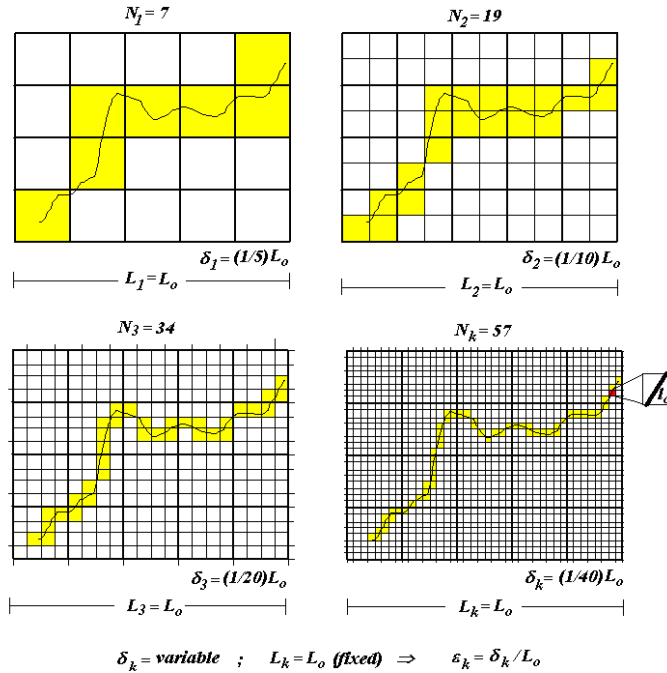 N₁= 7
N₂= 19
δ₁= (1/5)Lₒ
δ₂= (1/10)Lₒ
L₁= Lₒ
L₂= Lₒ
N₃= 34
Nₖ= 57
lₒ
δ₃= (1/20)Lₒ
δₖ= (1/40)Lₒ
L₃= Lₒ
Lₖ= Lₒ
δₖ= variable ; Lₖ= Lₒ (fixed) ⇒ εₖ= δₖ/Lₒ